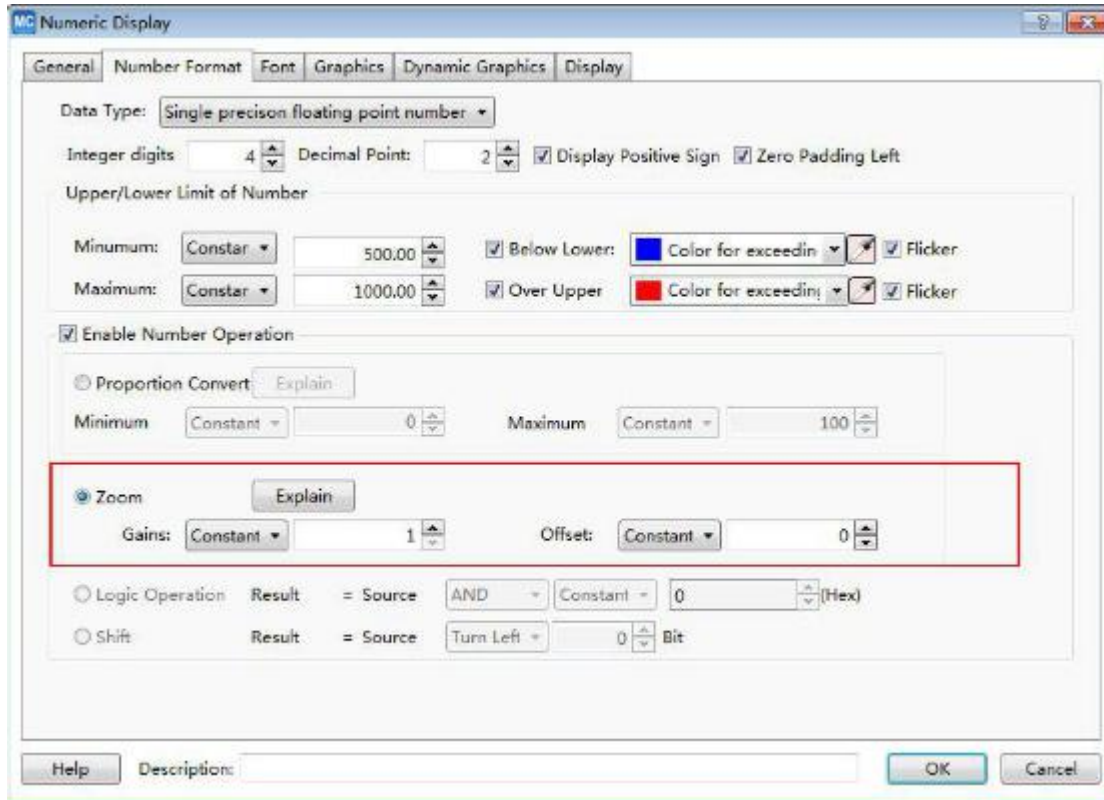 MC Numeric Display
General Number Format Font Graphics Dynamic Graphics Display
Data Type: Single precison floating point number
Integer digits 4 Decimal Point: 2 Display Positive Sign Zero Padding Left
Upper/Lower Limit of Number
Minumum: Constar 500.00 Below Lower: Color for exceedin Flicker
Maximum: Constar 1000.00 Over Upper Color for exceeding Flicker
Enable Number Operation
Proportion Convert Explain
Minimum Constant 0 Maximum Constant 100
Zoom Explain
Gains: Constant 1 Offset: Constant 0
Logic Operation Result = Source AND Constant 0 (Hex)
Shift Result = Source Turn Left 0 Bit
Help Description: OK Cancel